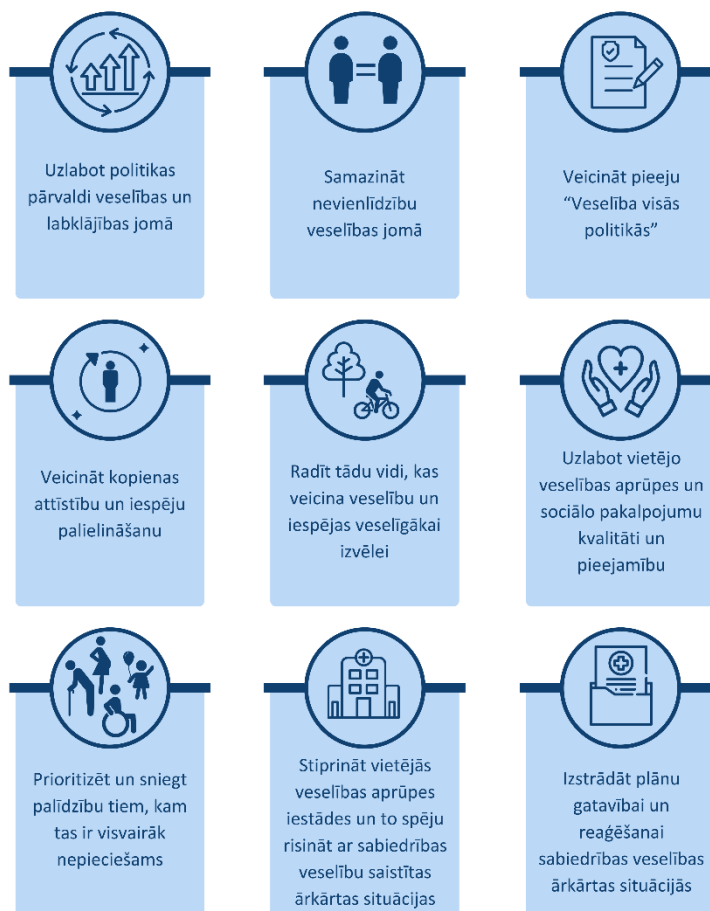 Uzlabot politikas
pārvaldi veselības un
labklājības jomā
Samazināt
nevienlīdzību
veselības jomā
Veicināt pieeju
“Veselība visās
politikās”
Veicināt kopienas
attīstību un iespēju
palielināšanu
Radīt tādu vidi, kas
veicina veselību un
iespējas veselīgākai
izvēlei
Uzlabot vietējo
veselības aprūpes un
sociālo pakalpojumu
kvalitāti un
pieejamību
Prioritizēt un sniegt
palīdzību tiem, kam
tas ir visvairāk
nepieciešams
Stiprināt vietējās
veselības aprūpes
iestādes un to spēju
risināt ar sabiedrības
veselību saistītas
ārkārtas situācijas
Izstrādāt plānu
gatavībai un
reaģēšanai
sabiedrības veselības
ārkārtas situācijās